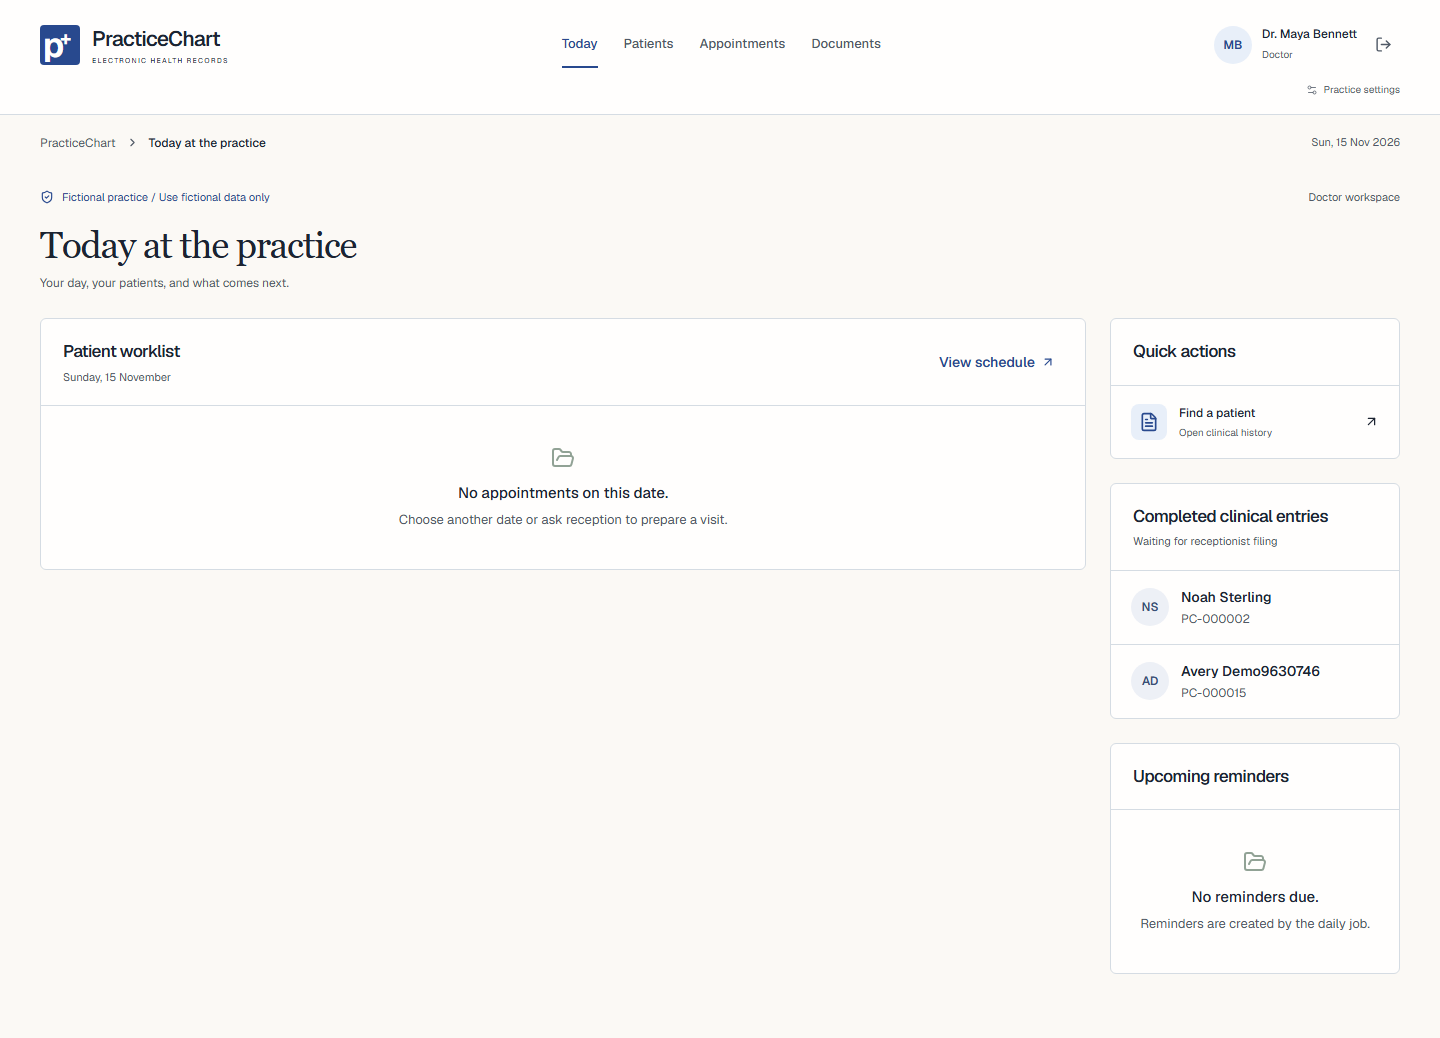 p+
PracticeChart
ELECTRONIC HEALTH RECORDS
Today
Patients
Appointments
Documents
MB
Dr. Maya Bennett
Doctor
Practice settings
PracticeChart
Today at the practice
Sun, 15 Nov 2026
Fictional practice / Use fictional data only
Doctor workspace
Today at the practice
Your day, your patients, and what comes next.
Patient worklist
Sunday, 15 November
View schedule
No appointments on this date.
Choose another date or ask reception to prepare a visit.
Quick actions
Find a patient
Open clinical history
Completed clinical entries
Waiting for receptionist filing
NS
Noah Sterling
PC-000002
AD
Avery Demo9630746
PC-000015
Upcoming reminders
No reminders due.
Reminders are created by the daily job.